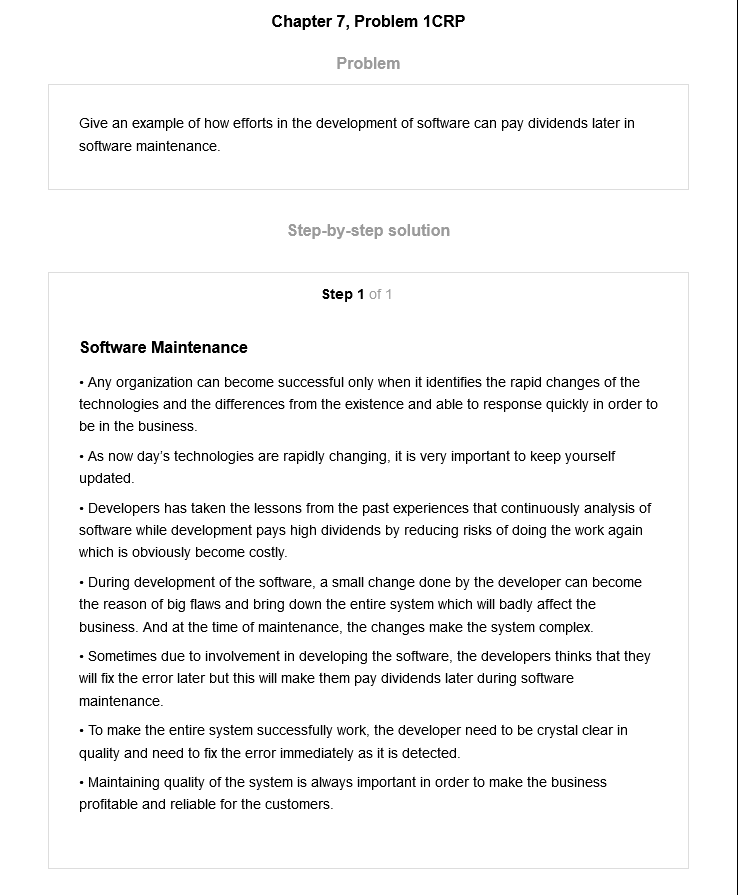 Chapter 7, Problem 1CRP
Problem
Give an example of how efforts in the development of software can pay dividends later in
software maintenance.
Step-by-step solution
Step 1 of 1
Software Maintenance
• Any organization can become successful only when it identifies the rapid changes of the
technologies and the differences from the existence and able to response quickly in order to
be in the business.
• As now day's technologies are rapidly changing, it is very important to keep yourself
updated.
• Developers has taken the lessons from the past experiences that continuously analysis of
software while development pays high dividends by reducing risks of doing the work again
which is obviously become costly.
• During development of the software, a small change done by the developer can become
the reason of big flaws and bring down the entire system which will badly affect the
business. And at the time of maintenance, the changes make the system complex.
• Sometimes due to involvement in developing the software, the developers thinks that they
will fix the error later but this will make them pay dividends later during software
maintenance.
• To make the entire system successfully work, the developer need to be crystal clear in
quality and need to fix the error immediately as it is detected.
• Maintaining quality of the system is always important in order to make the business
profitable and reliable for the customers.